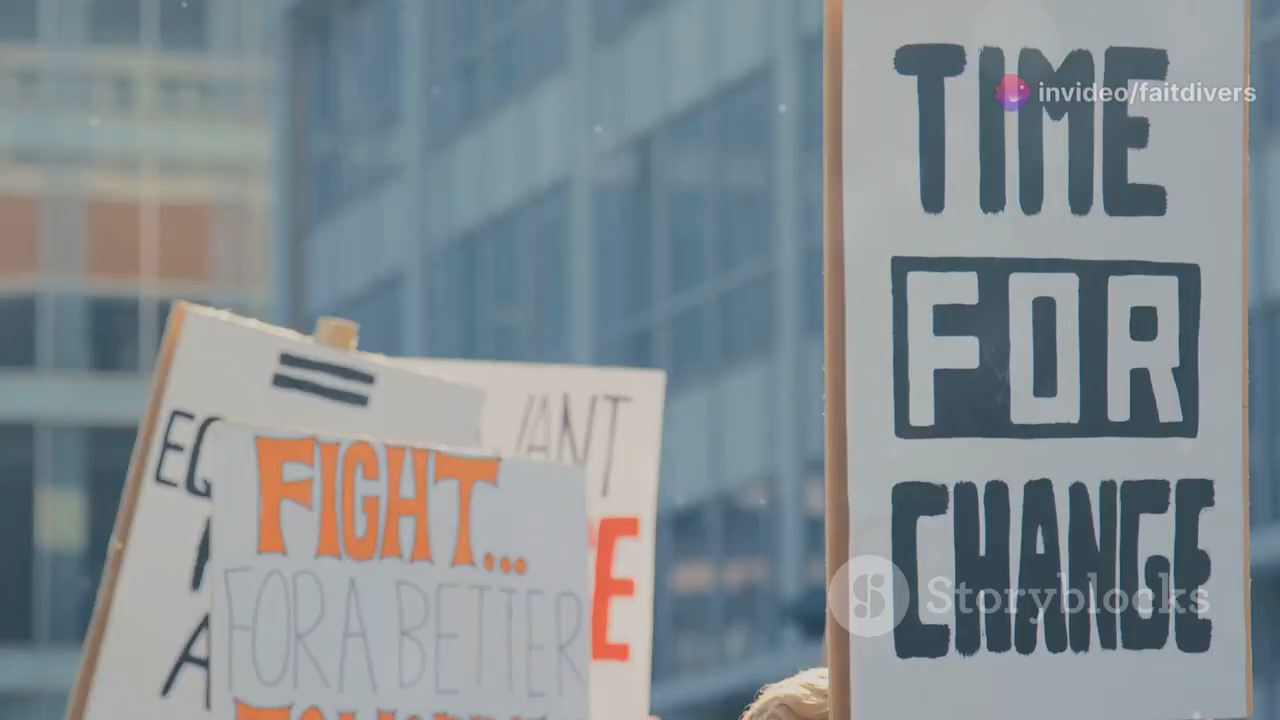 TIME
FOR
CHANGE
invideo/faitdivers
Storyblocks
FIGHT...
FOR A BETTER